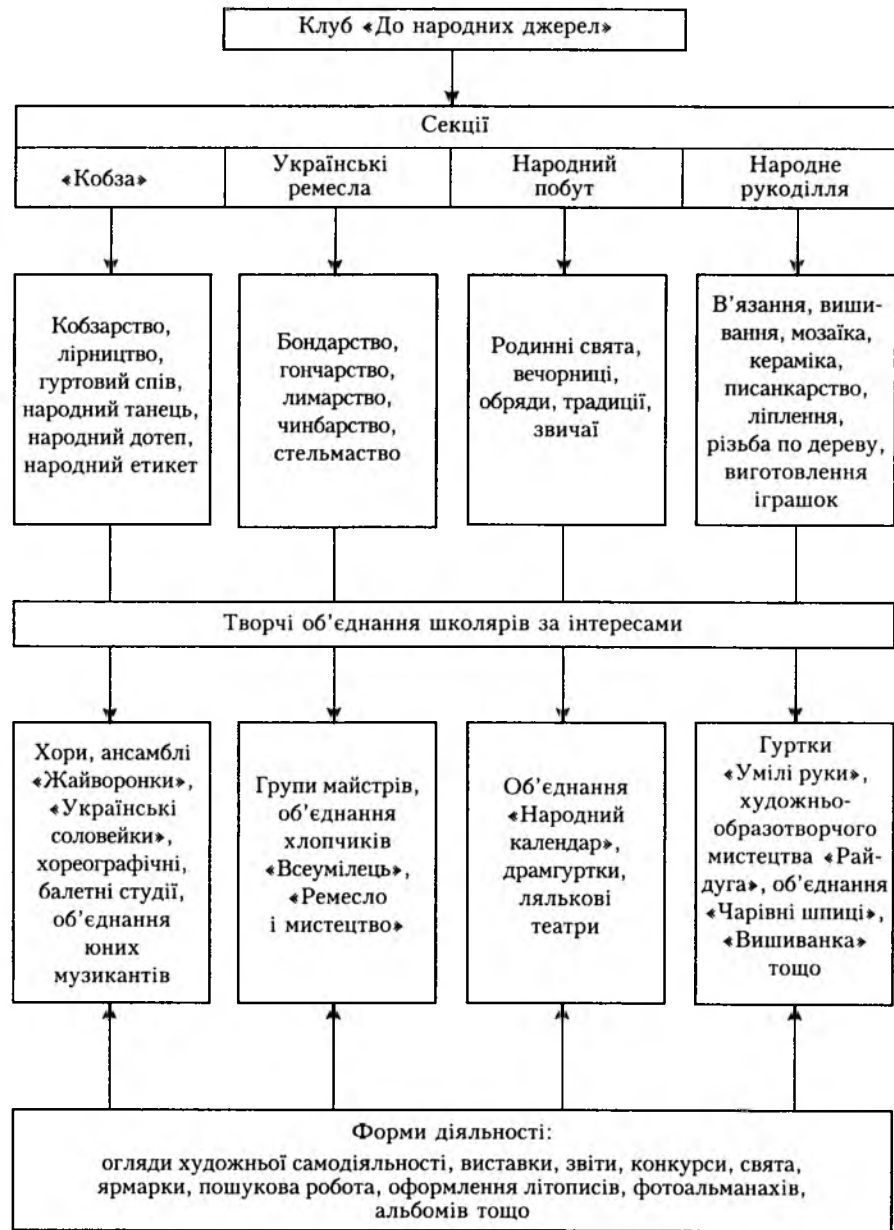 Клуб «До народних джерел»
Секції
«Кобза»
Українські
ремесла
Народний
побут
Народне
рукоділля
Кобзарство,
лірництво,
гуртовий спів,
народний танець,
народний дотеп,
народний етикет
Бондарство,
гончарство,
лимарство,
чинбарство,
стельмаство
Родинні свята,
вечорниці,
обряди, традиції,
звичаї
В’язання, виши-
вання, мозаїка,
кераміка,
писанкарство,
ліплення,
різьба по дереву,
виготовлення
іграшок
Творчі об’єднання школярів за інтересами
Хори, ансамблі
«Жайворонки»,
«Українські
соловейки»,
хореографічні,
балетні студії,
об’єднання
юних
музикантів
Групи майстрів,
об’єднання
хлопчиків
«Всеумілець»,
«Ремесло
і мистецтво»
Об’єднання
«Народний
календар»,
драмгуртки,
лялькові
театри
Гуртки
«Умілі руки»,
художньо-
образотворчого
мистецтва «Рай-
дуга», об’єднання
«Чарівні шпиці»,
«Вишиванка»
тощо
Форми діяльності:
огляди художньої самодіяльності, виставки, звіти, конкурси, свята,
ярмарки, пошукова робота, оформлення літописів, фотоальманахів,
альбомів тощо